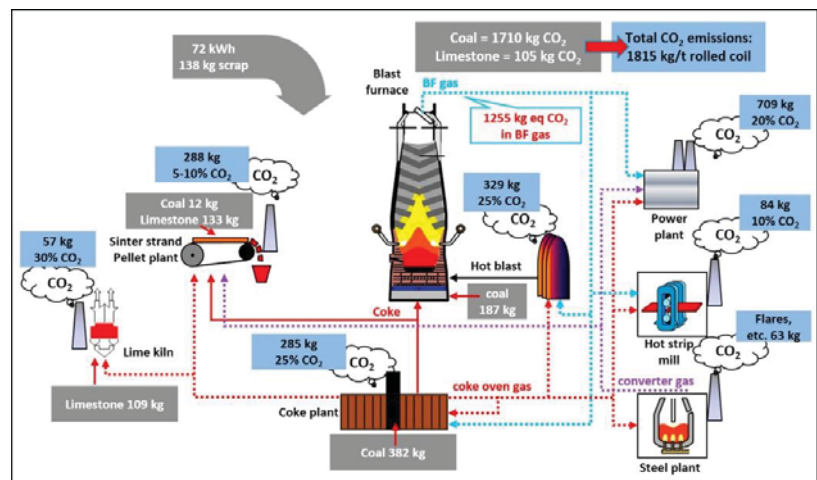 72 kWh
138 kg scrap
Coal = 1710 kg CO₂
Limestone = 105 kg CO₂
Total CO₂ emissions:
1815 kg/t rolled coil
Blast
furnace
BF gas
1255 kg eq CO₂
in BF gas
709 kg
20% CO₂
CO₂
Power
plant
288 kg
5-10% CO₂
CO₂
Coal 12 kg
Limestone 133 kg
Sinter strand
Pellet plant
329 kg
25% CO₂
CO₂
84 kg
10% CO₂
CO₂
Hot strip
mill
57 kg
30% CO₂
CO₂
Lime kiln
Limestone 109 kg
Hot blast
coal
187 kg
Coke
285 kg
25% CO₂
CO₂
Coke plant
Coal 382 kg
coke oven gas
Flares,
etc. 63 kg
CO₂
converter gas
Steel plant